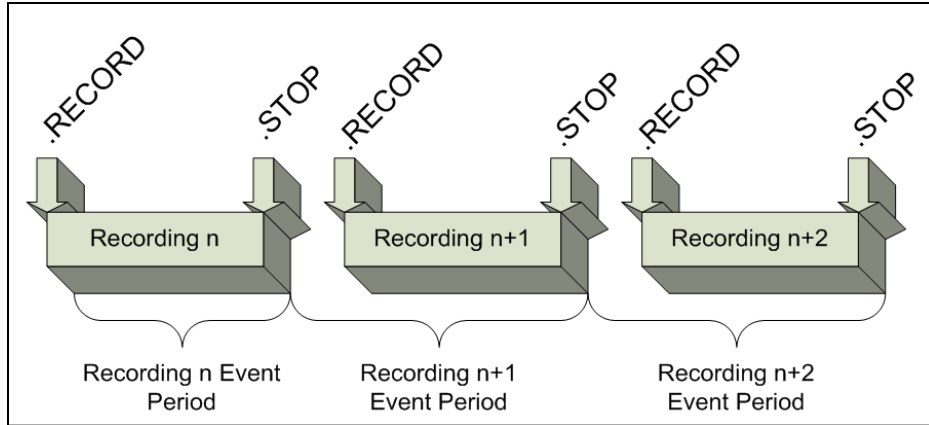 .RECORD
.STOP
.RECORD
.STOP
.RECORD
.STOP
Recording n
Recording n+1
Recording n+2
Recording n Event
Period
Recording n+1
Event Period
Recording n+2
Event Period